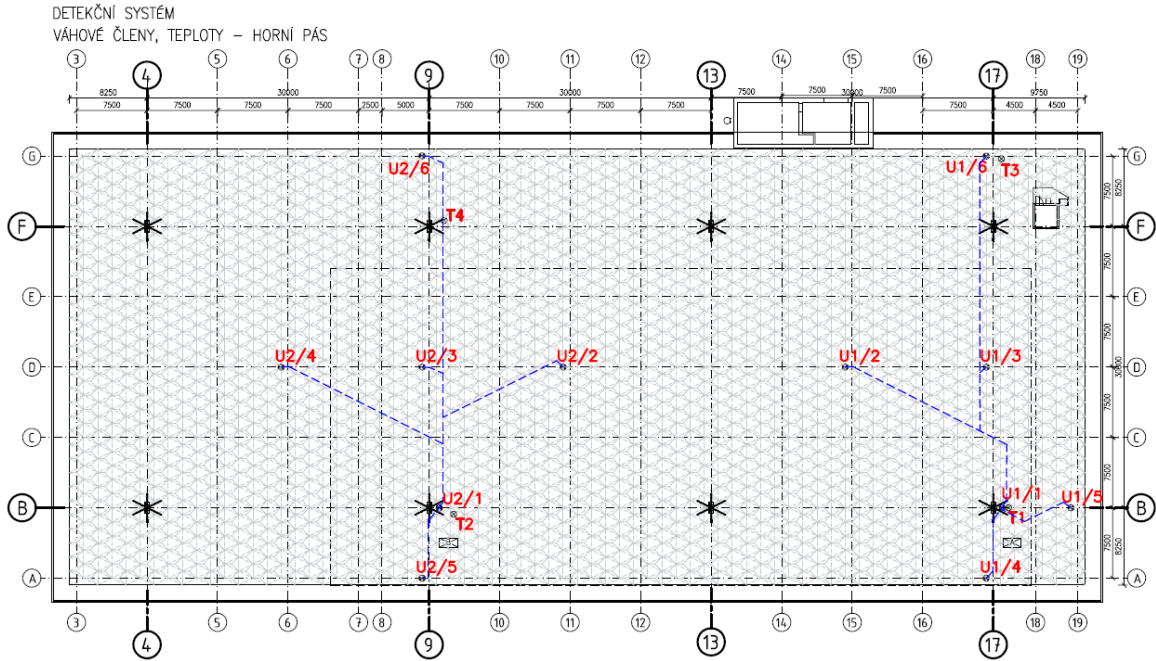 DETEKČNÍ SYSTÉM
VÁHOVÉ ČLENY, TEPLOTY – HORNÍ PÁS
3 4 5 6 7 8 9 10 11 12 13 14 15 16 17 18 19
8250 30000 30000 30000 9750
7500 7500 7500 7500 2500 5000 7500 7500 7500 7500 7500 7500 7500 7500 4500 4500
G U2/6 U1/6 T3 G
7500 8250
T4
F F
7500
E E
7500
U2/4 U2/3 U2/2 U1/2 U1/3
D D
30000
7500
C C
7500
U2/1 U1/1 U1/5
B T2 T1 B
7500 8250
U2/5 U1/4
A A
3 4 5 6 7 8 9 10 11 12 13 14 15 16 17 18 19